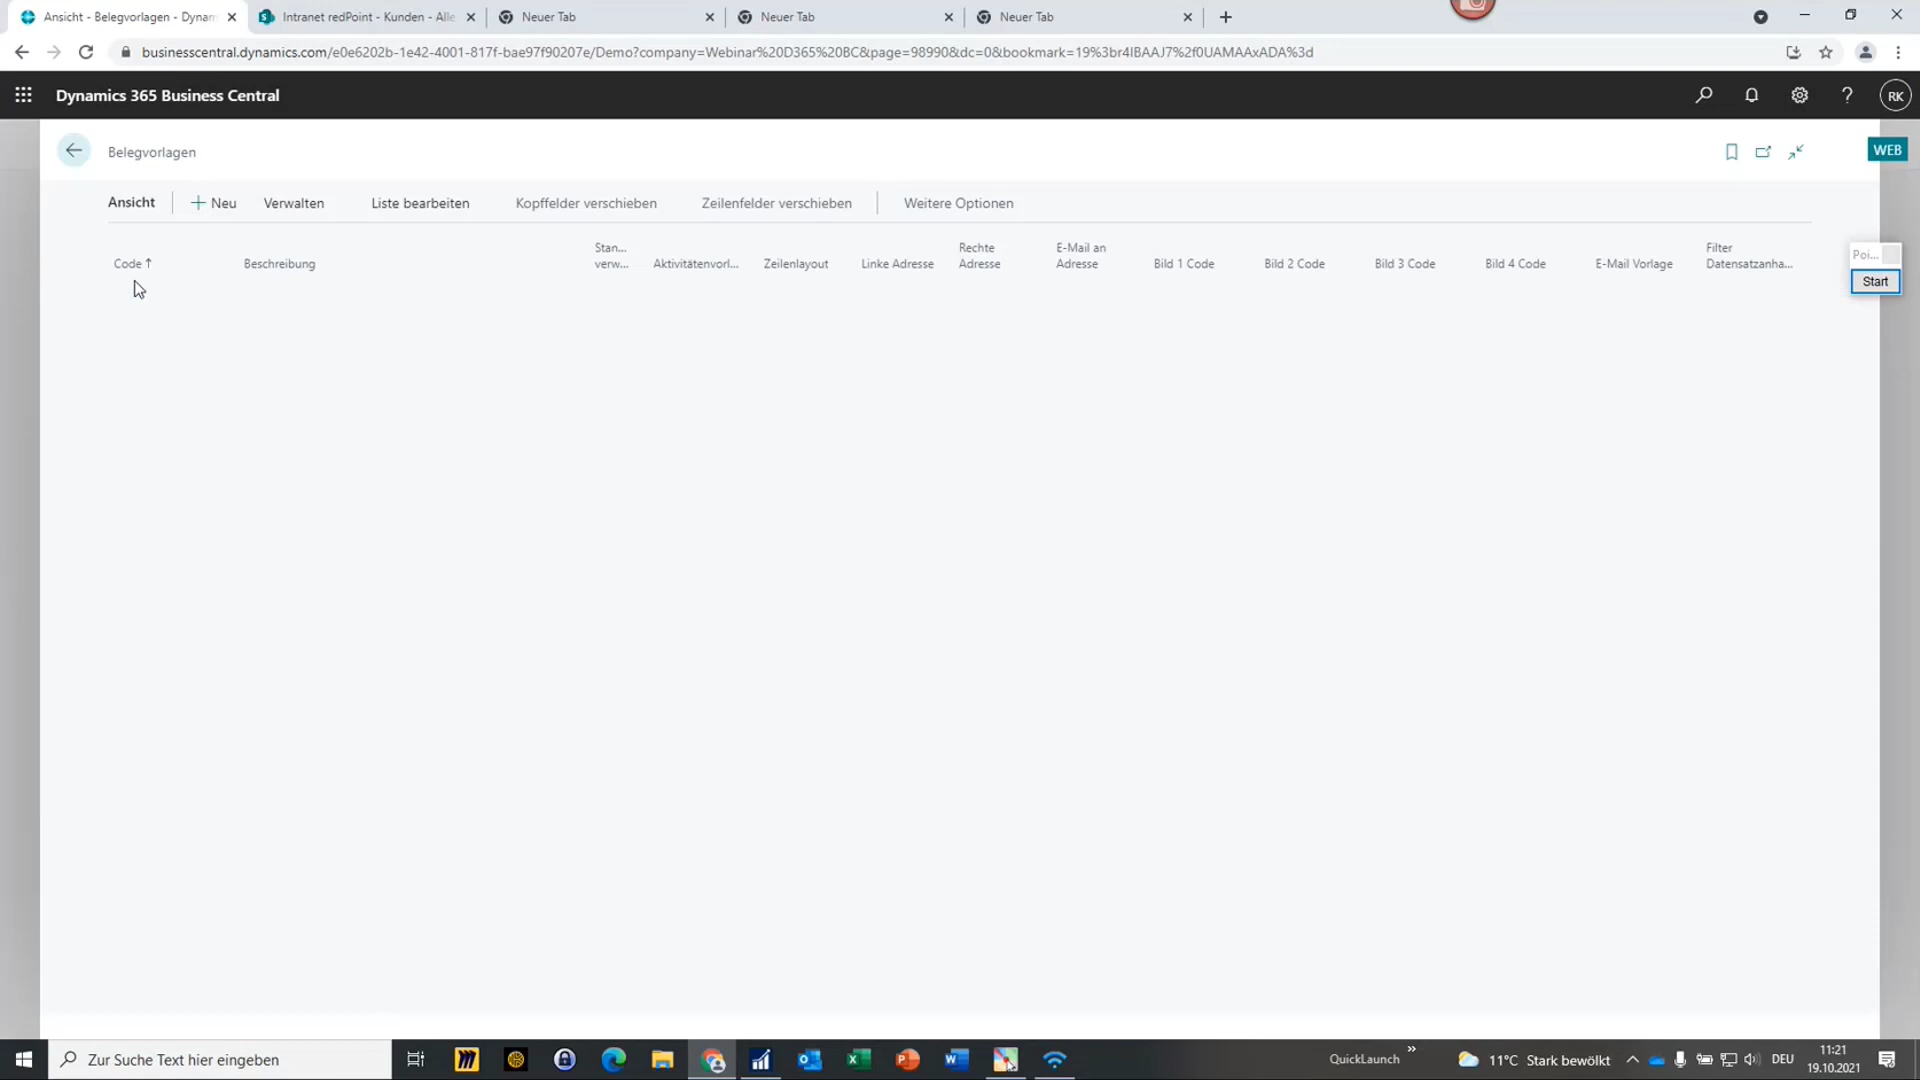 Ansicht - Belegvorlagen - Dynam
Intranet redPoint - Kunden - Alle
Neuer Tab
Neuer Tab
Neuer Tab
businesscentral.dynamics.com/e0e6202b-1e42-4001-817f-bae97f90207e/Demo?company=Webinar%20D365%20BC&page=98990&dc=0&bookmark=19%3br4IBAAJ7%2f0UAMAAxADA%3d
Dynamics 365 Business Central
RK
Belegvorlagen
WEB
Ansicht
Neu
Verwalten
Liste bearbeiten
Kopffelder verschieben
Zeilenfelder verschieben
Weitere Optionen
Code ↑
Beschreibung
Stan...
verw...
Aktivitätenvorl...
Zeilenlayout
Linke Adresse
Rechte
Adresse
E-Mail an
Adresse
Bild 1 Code
Bild 2 Code
Bild 3 Code
Bild 4 Code
E-Mail Vorlage
Filter
Datensatzanha...
Poi...
Start
Zur Suche Text hier eingeben
QuickLaunch
11°C Stark bewölkt
DEU
11:21
19.10.2021